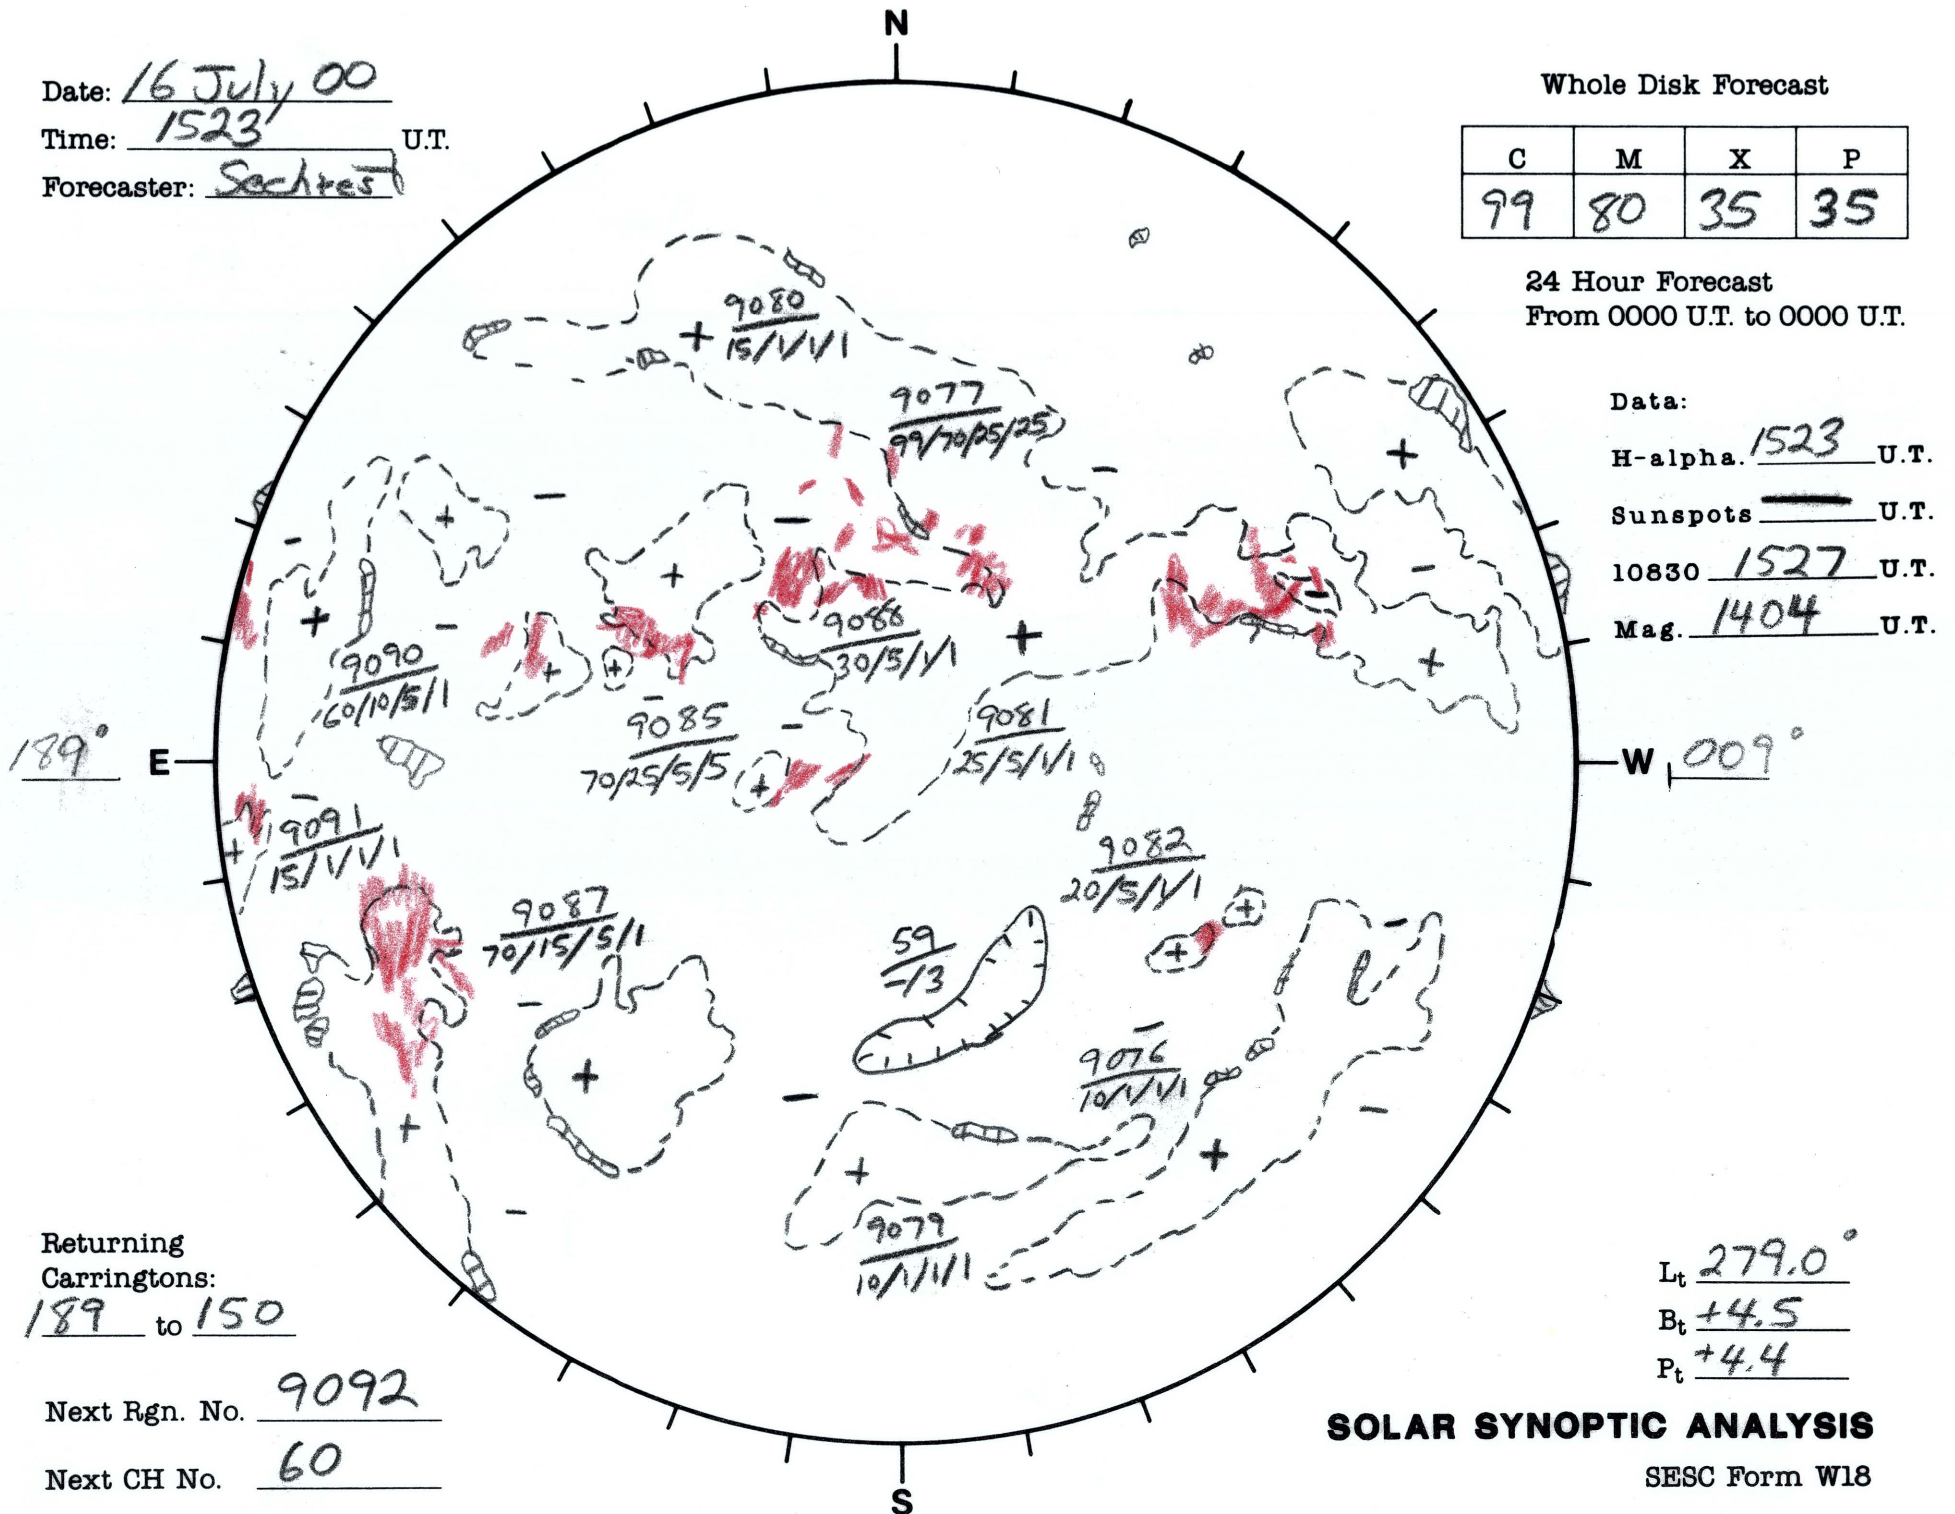 N
Date: 16 July 00
Time: 1523 U.T.
Forecaster: Sechrest
Whole Disk Forecast
C M X P
99 80 35 35
24 Hour Forecast
From 0000 U.T. to 0000 U.T.
Data:
H-alpha. 1523 U.T.
Sunspots — U.T.
10830 1527 U.T.
Mag. 1404 U.T.
+ 9080
15/1/1/1
9077
99/70/25/25
-
+
-
+
-
-
+
-
+
-
+
-
9088
30/5/1/1
+
-
+
9090
60/10/5/1
+
+
-
9085
70/25/5/5
-
+
9081
25/5/1/1
189°
E
W
009°
-
9091
15/1/1/1
+
9082
20/5/1/1
+
+
-
9087
70/15/5/1
59
-/3
-
+
-
9076
10/1/1/1
-
-
+
+
+
-
9079
10/1/1/1
-
Returning
Carringtons:
189 to 150
Next Rgn. No. 9092
Next CH No. 60
Lt 279.0°
Bt +4.5
Pt +4.4
SOLAR SYNOPTIC ANALYSIS
SESC Form W18
S